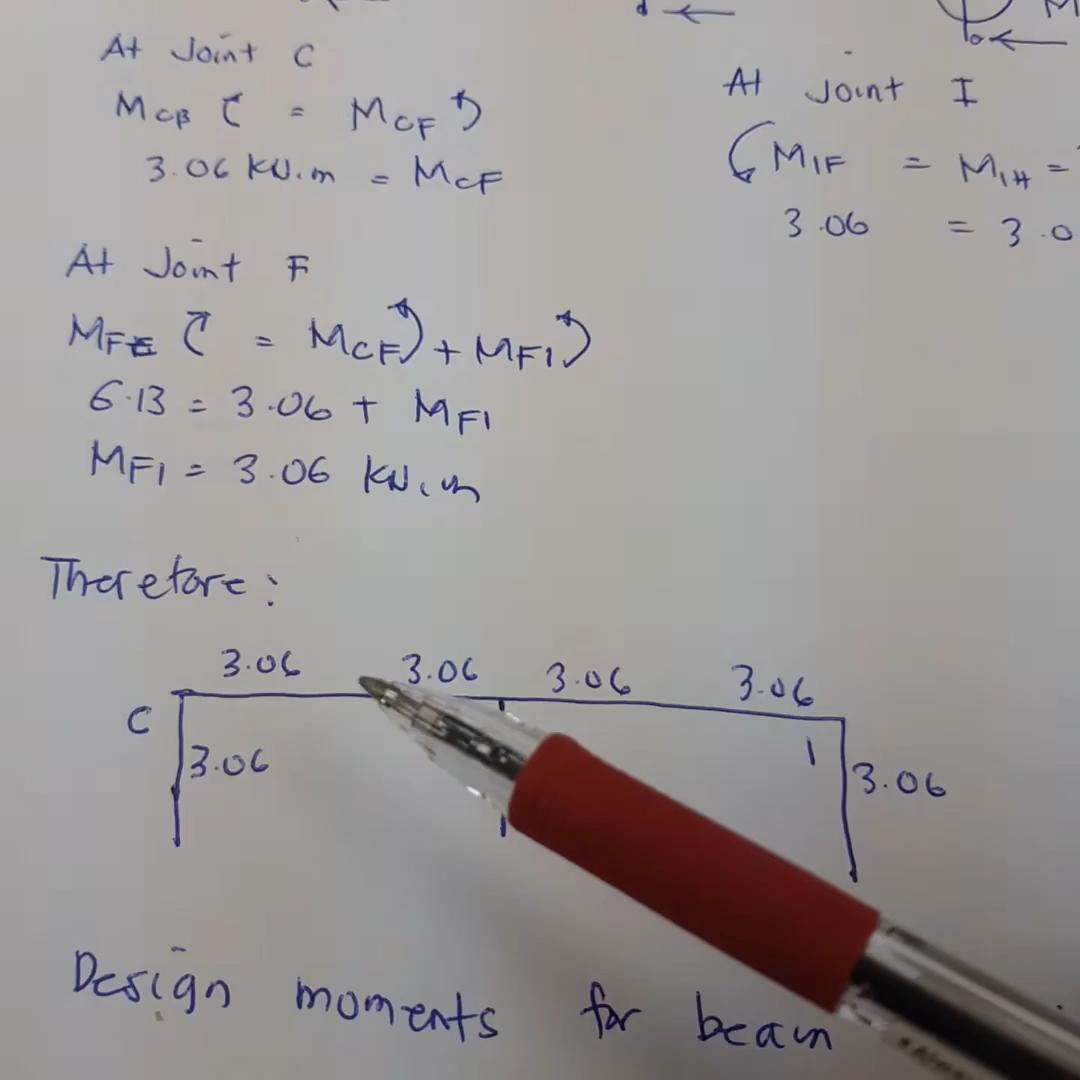 At Joint C
MCB = MCF
3.06 KN.m = MCF
At Joint F
MFE = MCF + MFI
6.13 = 3.06 + MFI
MFI = 3.06 KN.m
At Joint I
MIF = MIH =
3.06 = 3.0
Therefore:
3.06 3.06 3.06 3.06
C 3.06 I 3.06
Design moments for beam